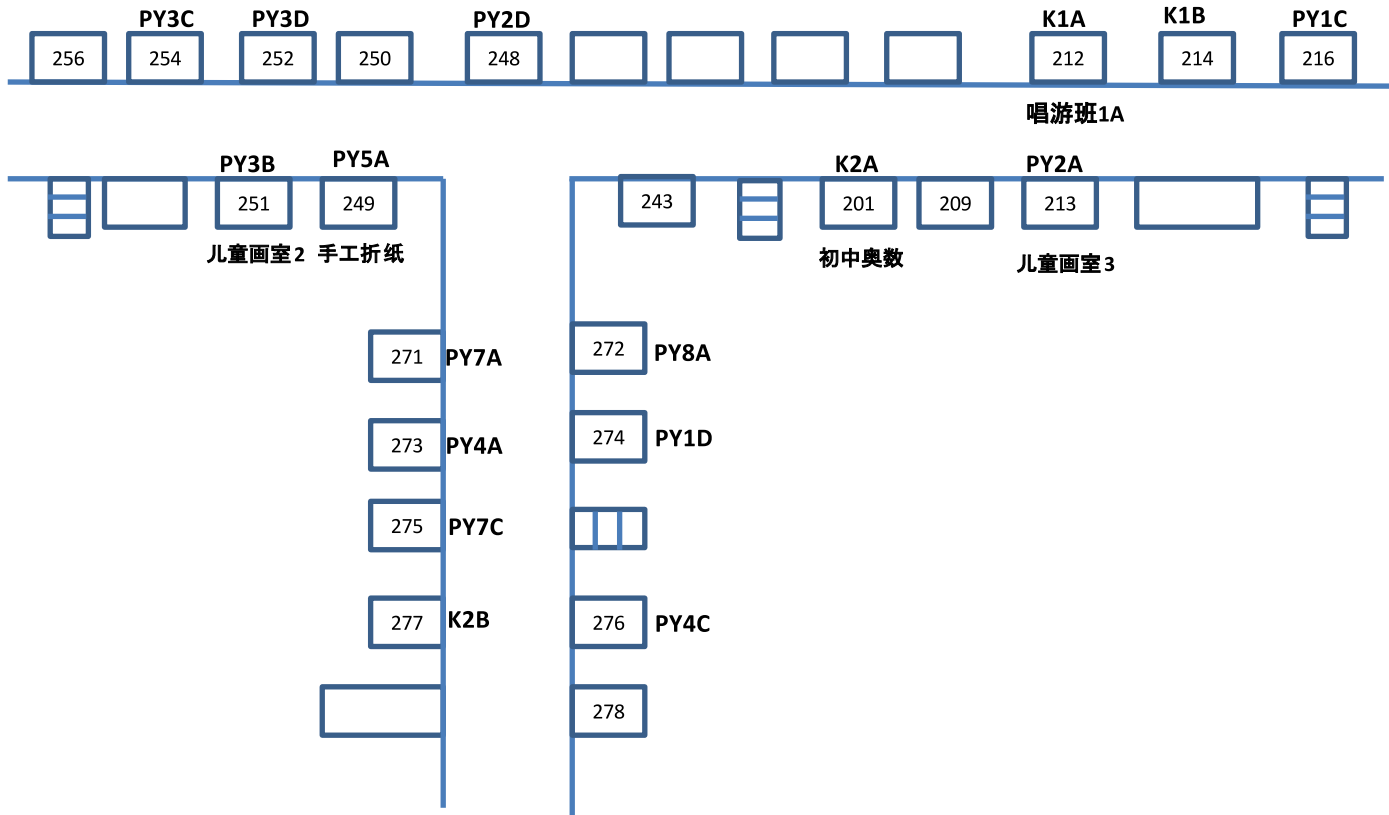 PY3C PY3D PY2D K1A K1B PY1C
256 254 252 250 248 212 214 216
唱游班1A
PY3B PY5A K2A PY2A
251 249 243 201 209 213
儿童画室2 手工折纸 初中奥数 儿童画室3
271 PY7A 272 PY8A
273 PY4A 274 PY1D
275 PY7C
277 K2B 276 PY4C
278